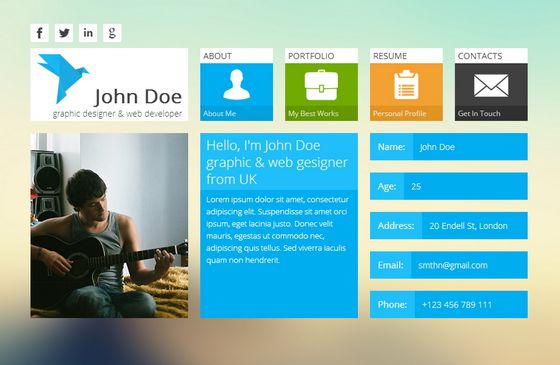 John Doe
graphic designer & web developer
ABOUT
About Me
PORTFOLIO
My Best Works
RESUME
Personal Profile
CONTACTS
Get In Touch
Hello, I'm John Doe
graphic & web gesigner
from UK
Lorem ipsum dolor sit amet, consectetur
adipiscing elit. Suspendisse sit amet orci
ipsum, eget lacinia justo. Donec velit
mauris, egestas ut commodo nec,
adipiscing quis tellus. Sed viverra iaculis
quam non hendrerit.
Name: John Doe
Age: 25
Address: 20 Endell St, London
Email: smthn@gmail.com
Phone: +123 456 789 111